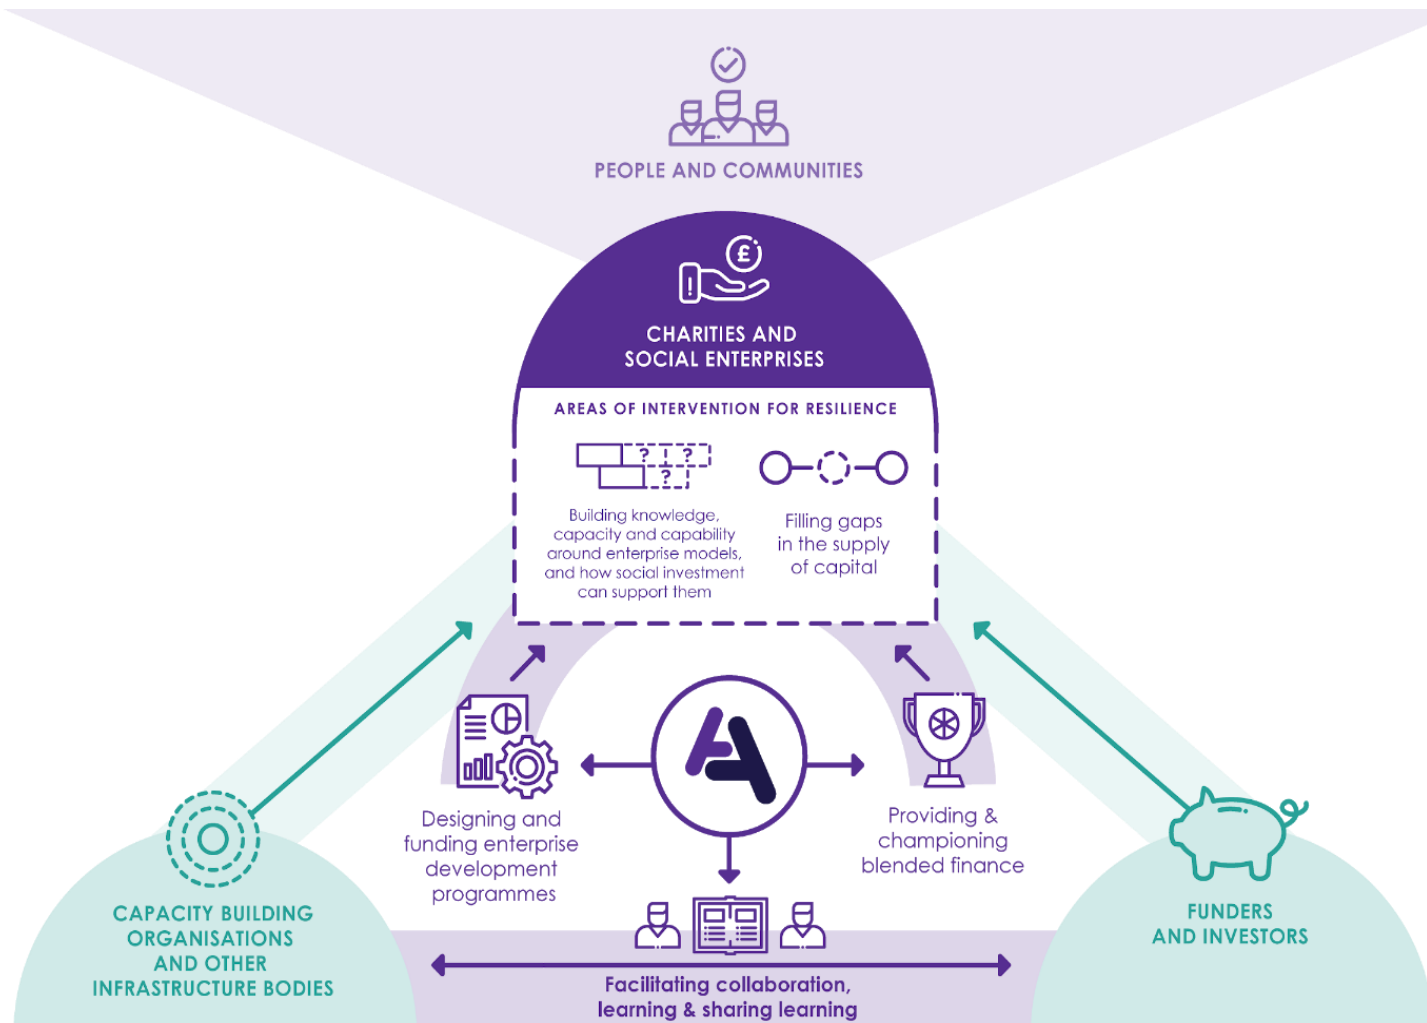 PEOPLE AND COMMUNITIES
£
CHARITIES AND
SOCIAL ENTERPRISES
AREAS OF INTERVENTION FOR RESILIENCE
? ?
?
Building knowledge,
capacity and capability
around enterprise models,
and how social investment
can support them
Filling gaps
in the supply
of capital
Designing and
funding enterprise
development
programmes
Providing &
championing
blended finance
CAPACITY BUILDING
ORGANISATIONS
AND OTHER
INFRASTRUCTURE BODIES
FUNDERS
AND INVESTORS
Facilitating collaboration,
learning & sharing learning